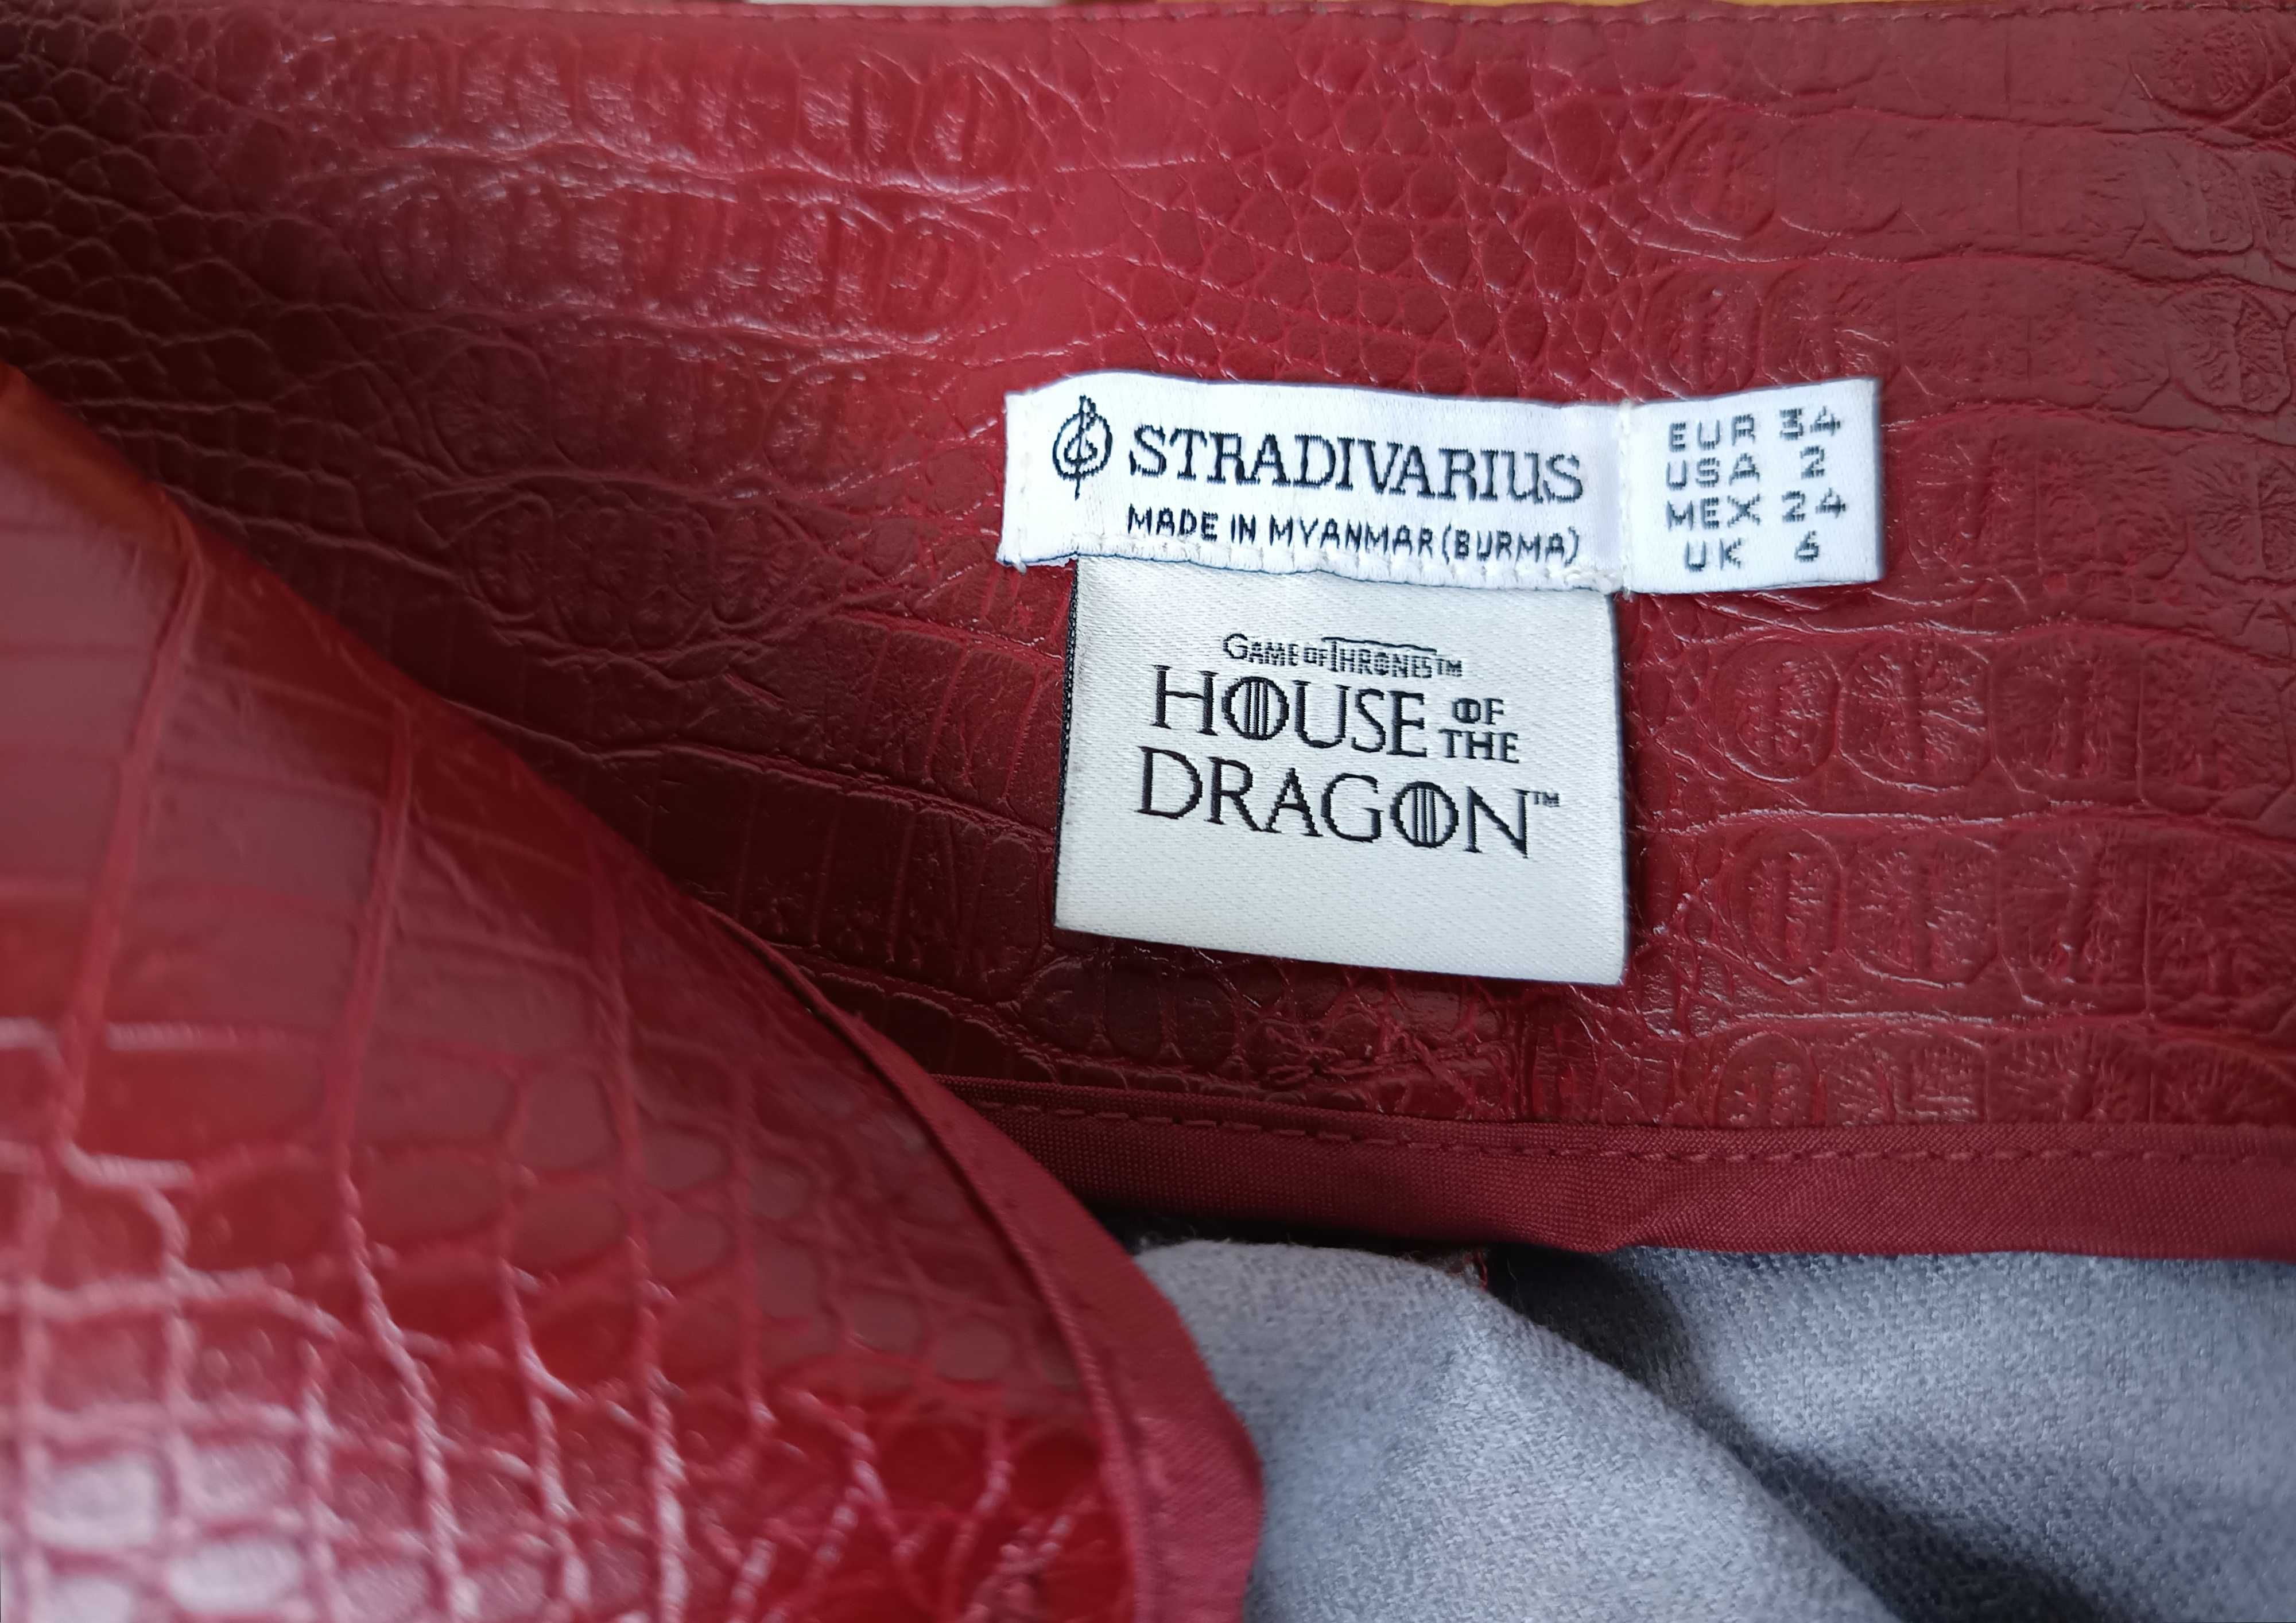 STRADIVARIUS
MADE IN MYANMAR (BURMA)
EUR 34
USA 2
MEX 24
UK 6
GAME OF THRONES™
HOUSE OF THE
DRAGON™